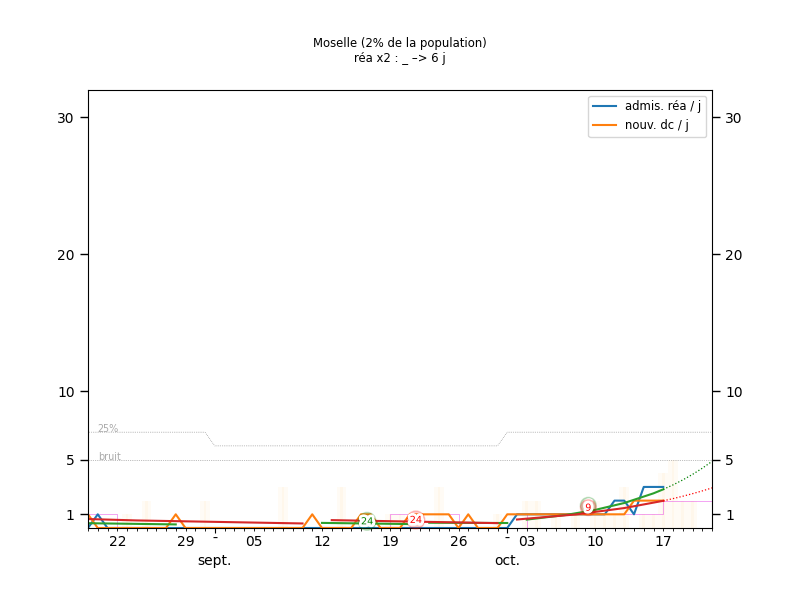 Moselle (2% de la population)
réa x2 : _ –> 6 j
admis. réa / j
nouv. dc / j
30 30
20 20
10 10
25%
5 bruit 5
1 24 24 9 1
22 29 - 05 12 19 26 - 03 10 17
sept. oct.